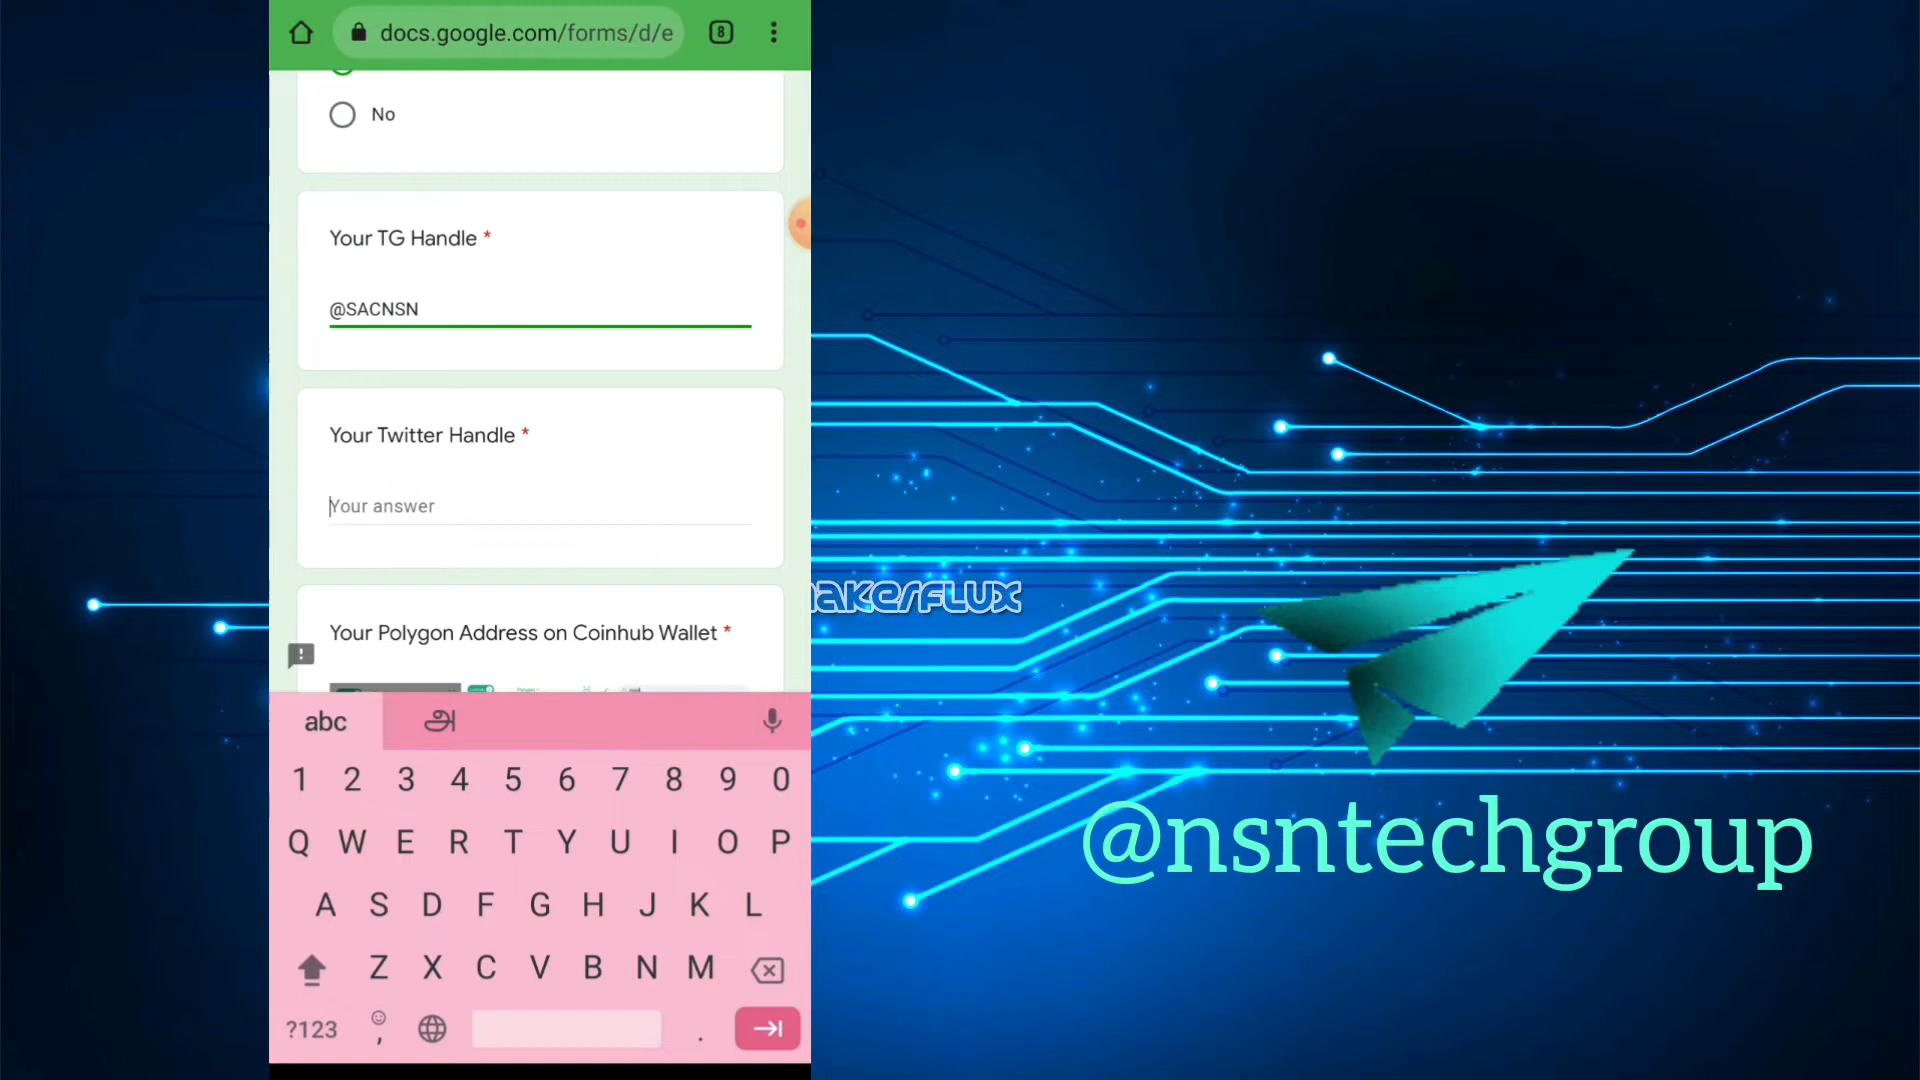 docs.google.com/forms/d/e
8
No
Your TG Handle *
@SACNSN
Your Twitter Handle *
Your answer
Your Polygon Address on Coinhub Wallet *
abc
அ
1 2 3 4 5 6 7 8 9 0
Q W E R T Y U I O P
A S D F G H J K L
Z X C V B N M
?123 , .
akerflux
@nsntechgroup